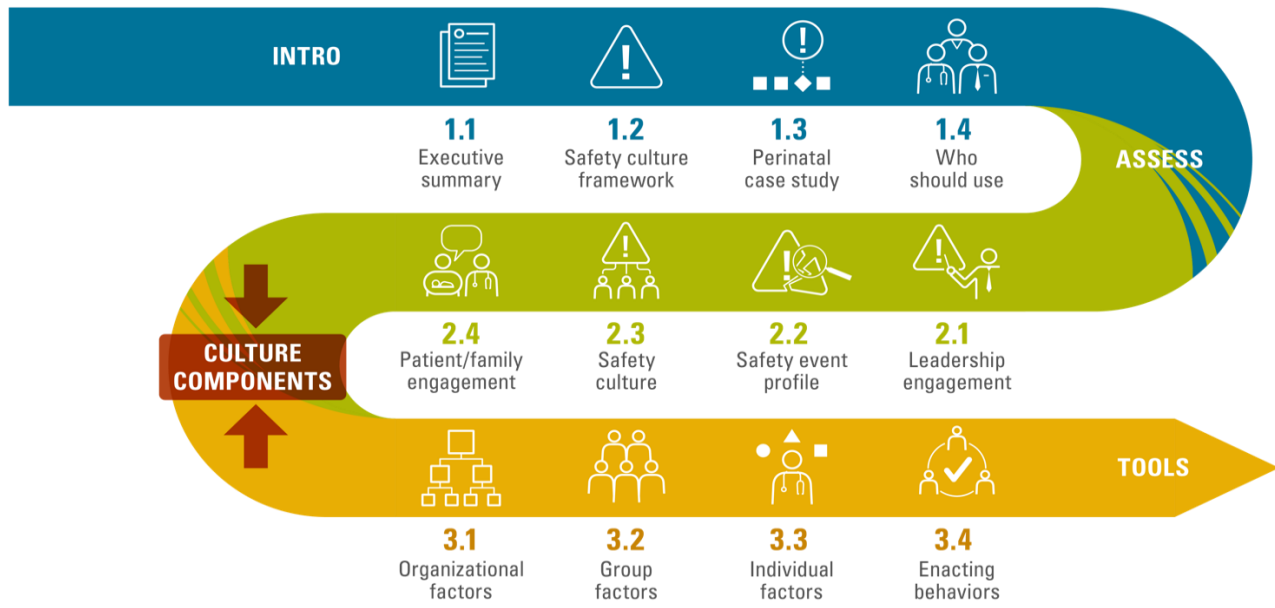 INTRO
1.1
Executive
summary
1.2
Safety culture
framework
1.3
Perinatal
case study
1.4
Who
should use
ASSESS
2.4
Patient/family
engagement
2.3
Safety
culture
2.2
Safety event
profile
2.1
Leadership
engagement
CULTURE
COMPONENTS
TOOLS
3.1
Organizational
factors
3.2
Group
factors
3.3
Individual
factors
3.4
Enacting
behaviors